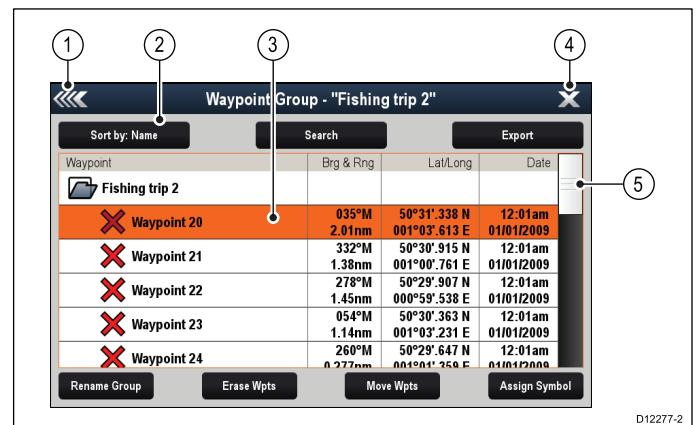 1 2 3 4
Waypoint Group - "Fishing trip 2"
Sort by: Name Search Export
Waypoint Brg & Rng Lat/Long Date
Fishing trip 2
Waypoint 20 035°M 50°31'.338 N 12:01am
2.01nm 001°03'.613 E 01/01/2009
Waypoint 21 332°M 50°30'.915 N 12:01am
1.38nm 001°00'.761 E 01/01/2009
Waypoint 22 278°M 50°29'.907 N 12:01am
1.45nm 000°59'.538 E 01/01/2009
Waypoint 23 054°M 50°30'.363 N 12:01am
1.14nm 001°03'.231 E 01/01/2009
Waypoint 24 260°M 50°29'.647 N 12:01am
0.277nm 001°01'.359 E 01/01/2009
5
Rename Group Erase Wpts Move Wpts Assign Symbol
D12277-2